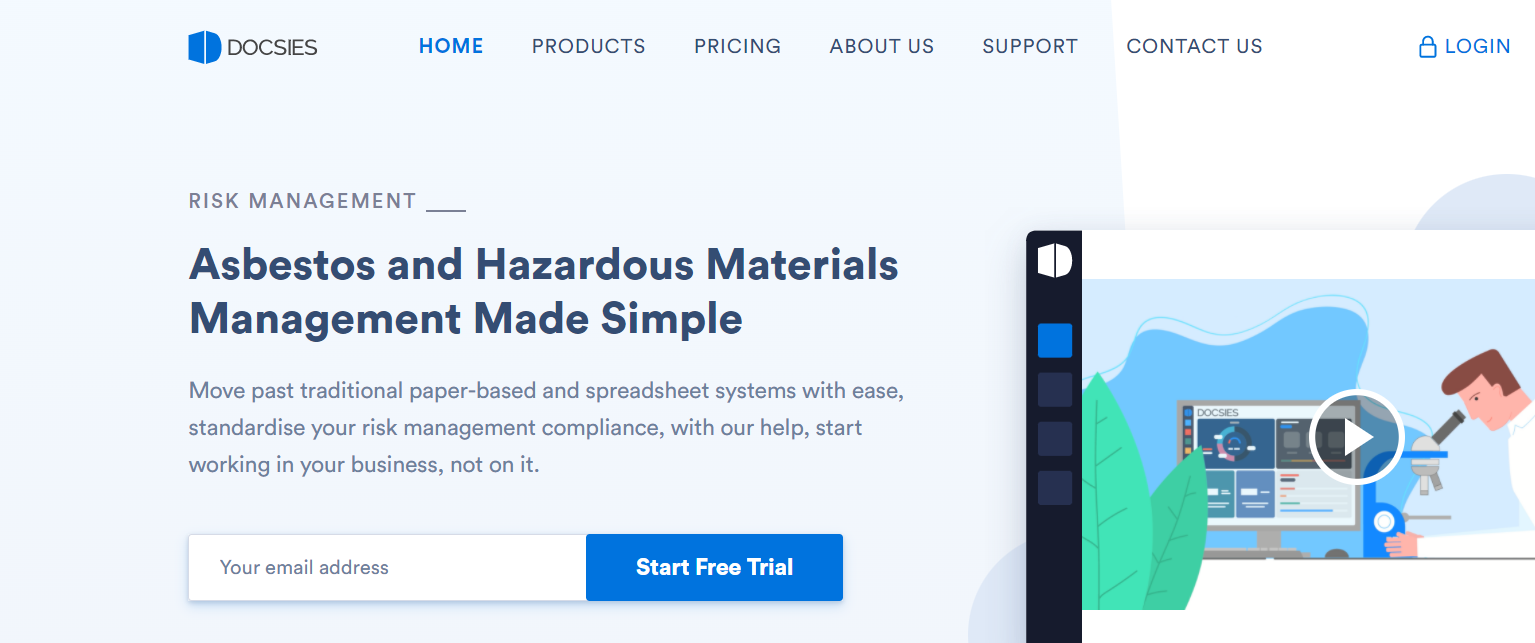 DOCSIES
HOME
PRODUCTS
PRICING
ABOUT US
SUPPORT
CONTACT US
LOGIN
RISK MANAGEMENT
Asbestos and Hazardous Materials
Management Made Simple
Move past traditional paper-based and spreadsheet systems with ease,
standardise your risk management compliance, with our help, start
working in your business, not on it.
Your email address
Start Free Trial
DOCSIES